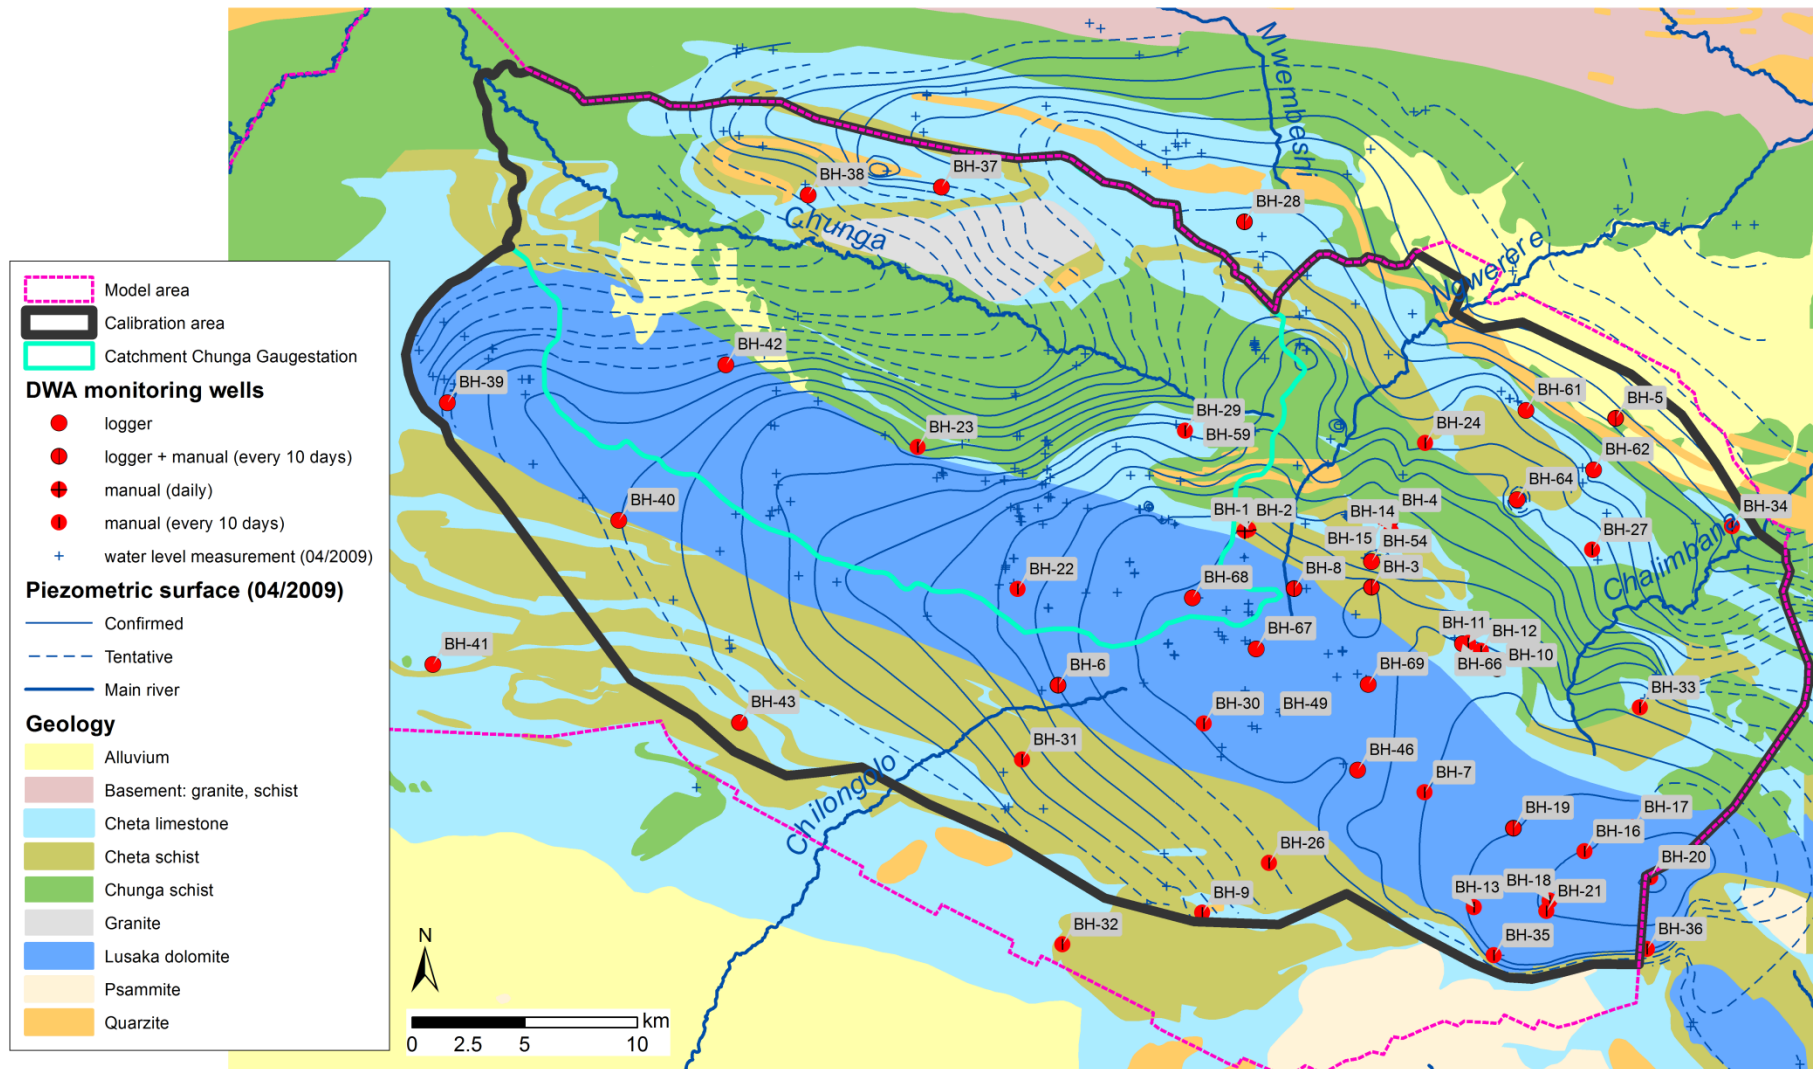 Model area
Calibration area
Catchment Chunga Gaugestation
DWA monitoring wells
logger
logger + manual (every 10 days)
manual (daily)
manual (every 10 days)
water level measurement (04/2009)
Piezometric surface (04/2009)
Confirmed
Tentative
Main river
Geology
Alluvium
Basement: granite, schist
Cheta limestone
Cheta schist
Chunga schist
Granite
Lusaka dolomite
Psammite
Quarzite
Mwembeshi
BH-37
BH-38
BH-28
Chunga
Ngwerere
BH-42
BH-39
BH-61
BH-5
BH-29
BH-24
BH-23
BH-59
BH-62
BH-64
BH-40
BH-4
BH-1
BH-2
BH-14
BH-34
BH-15
BH-54
BH-27
BH-22
BH-68
BH-8
BH-3
Chalimbana
BH-11
BH-12
BH-67
BH-10
BH-41
BH-66
BH-6
BH-69
BH-33
BH-43
BH-30
BH-49
BH-31
BH-46
BH-7
Chilongolo
BH-19
BH-17
BH-16
BH-26
BH-20
BH-18
BH-13
BH-21
BH-9
BH-32
BH-35
BH-36
N
km
0 2.5 5 10